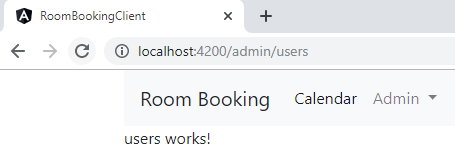 RoomBookingClient
localhost:4200/admin/users
Room Booking Calendar Admin
users works!